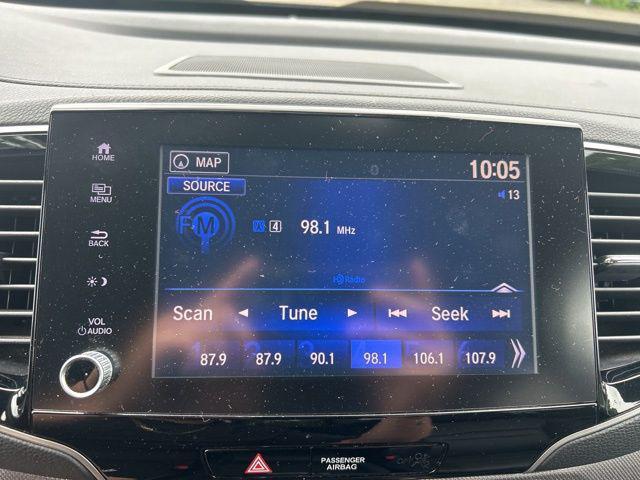 MAP
10:05
HOME
SOURCE
13
MENU
FM
4
98.1 MHz
BACK
HD Radio
Scan Tune Seek
VOL
AUDIO
87.9 87.9 90.1 98.1 106.1 107.9
PASSENGER
AIRBAG